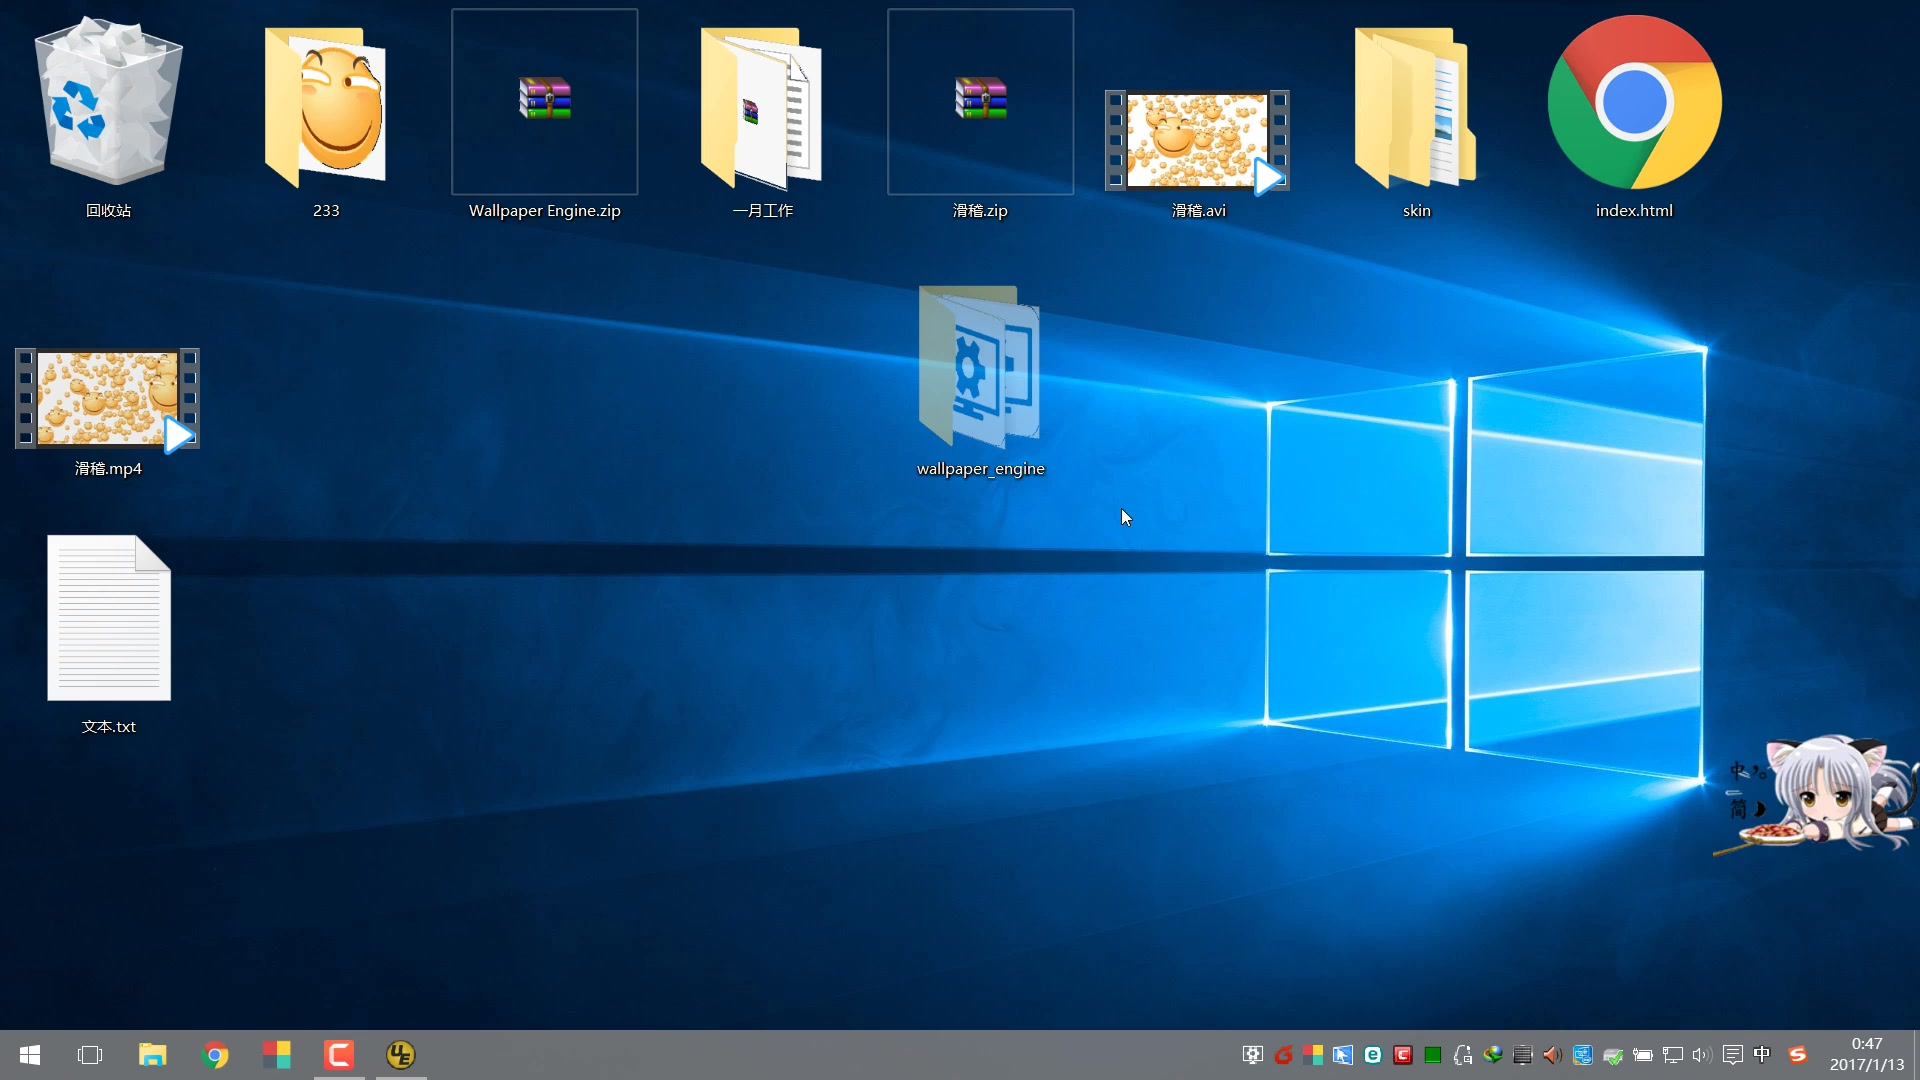 回收站
233
Wallpaper Engine.zip
一月工作
滑稽.zip
滑稽.avi
skin
index.html
滑稽.mp4
wallpaper_engine
文本.txt
中
简
中
0:47
2017/1/13